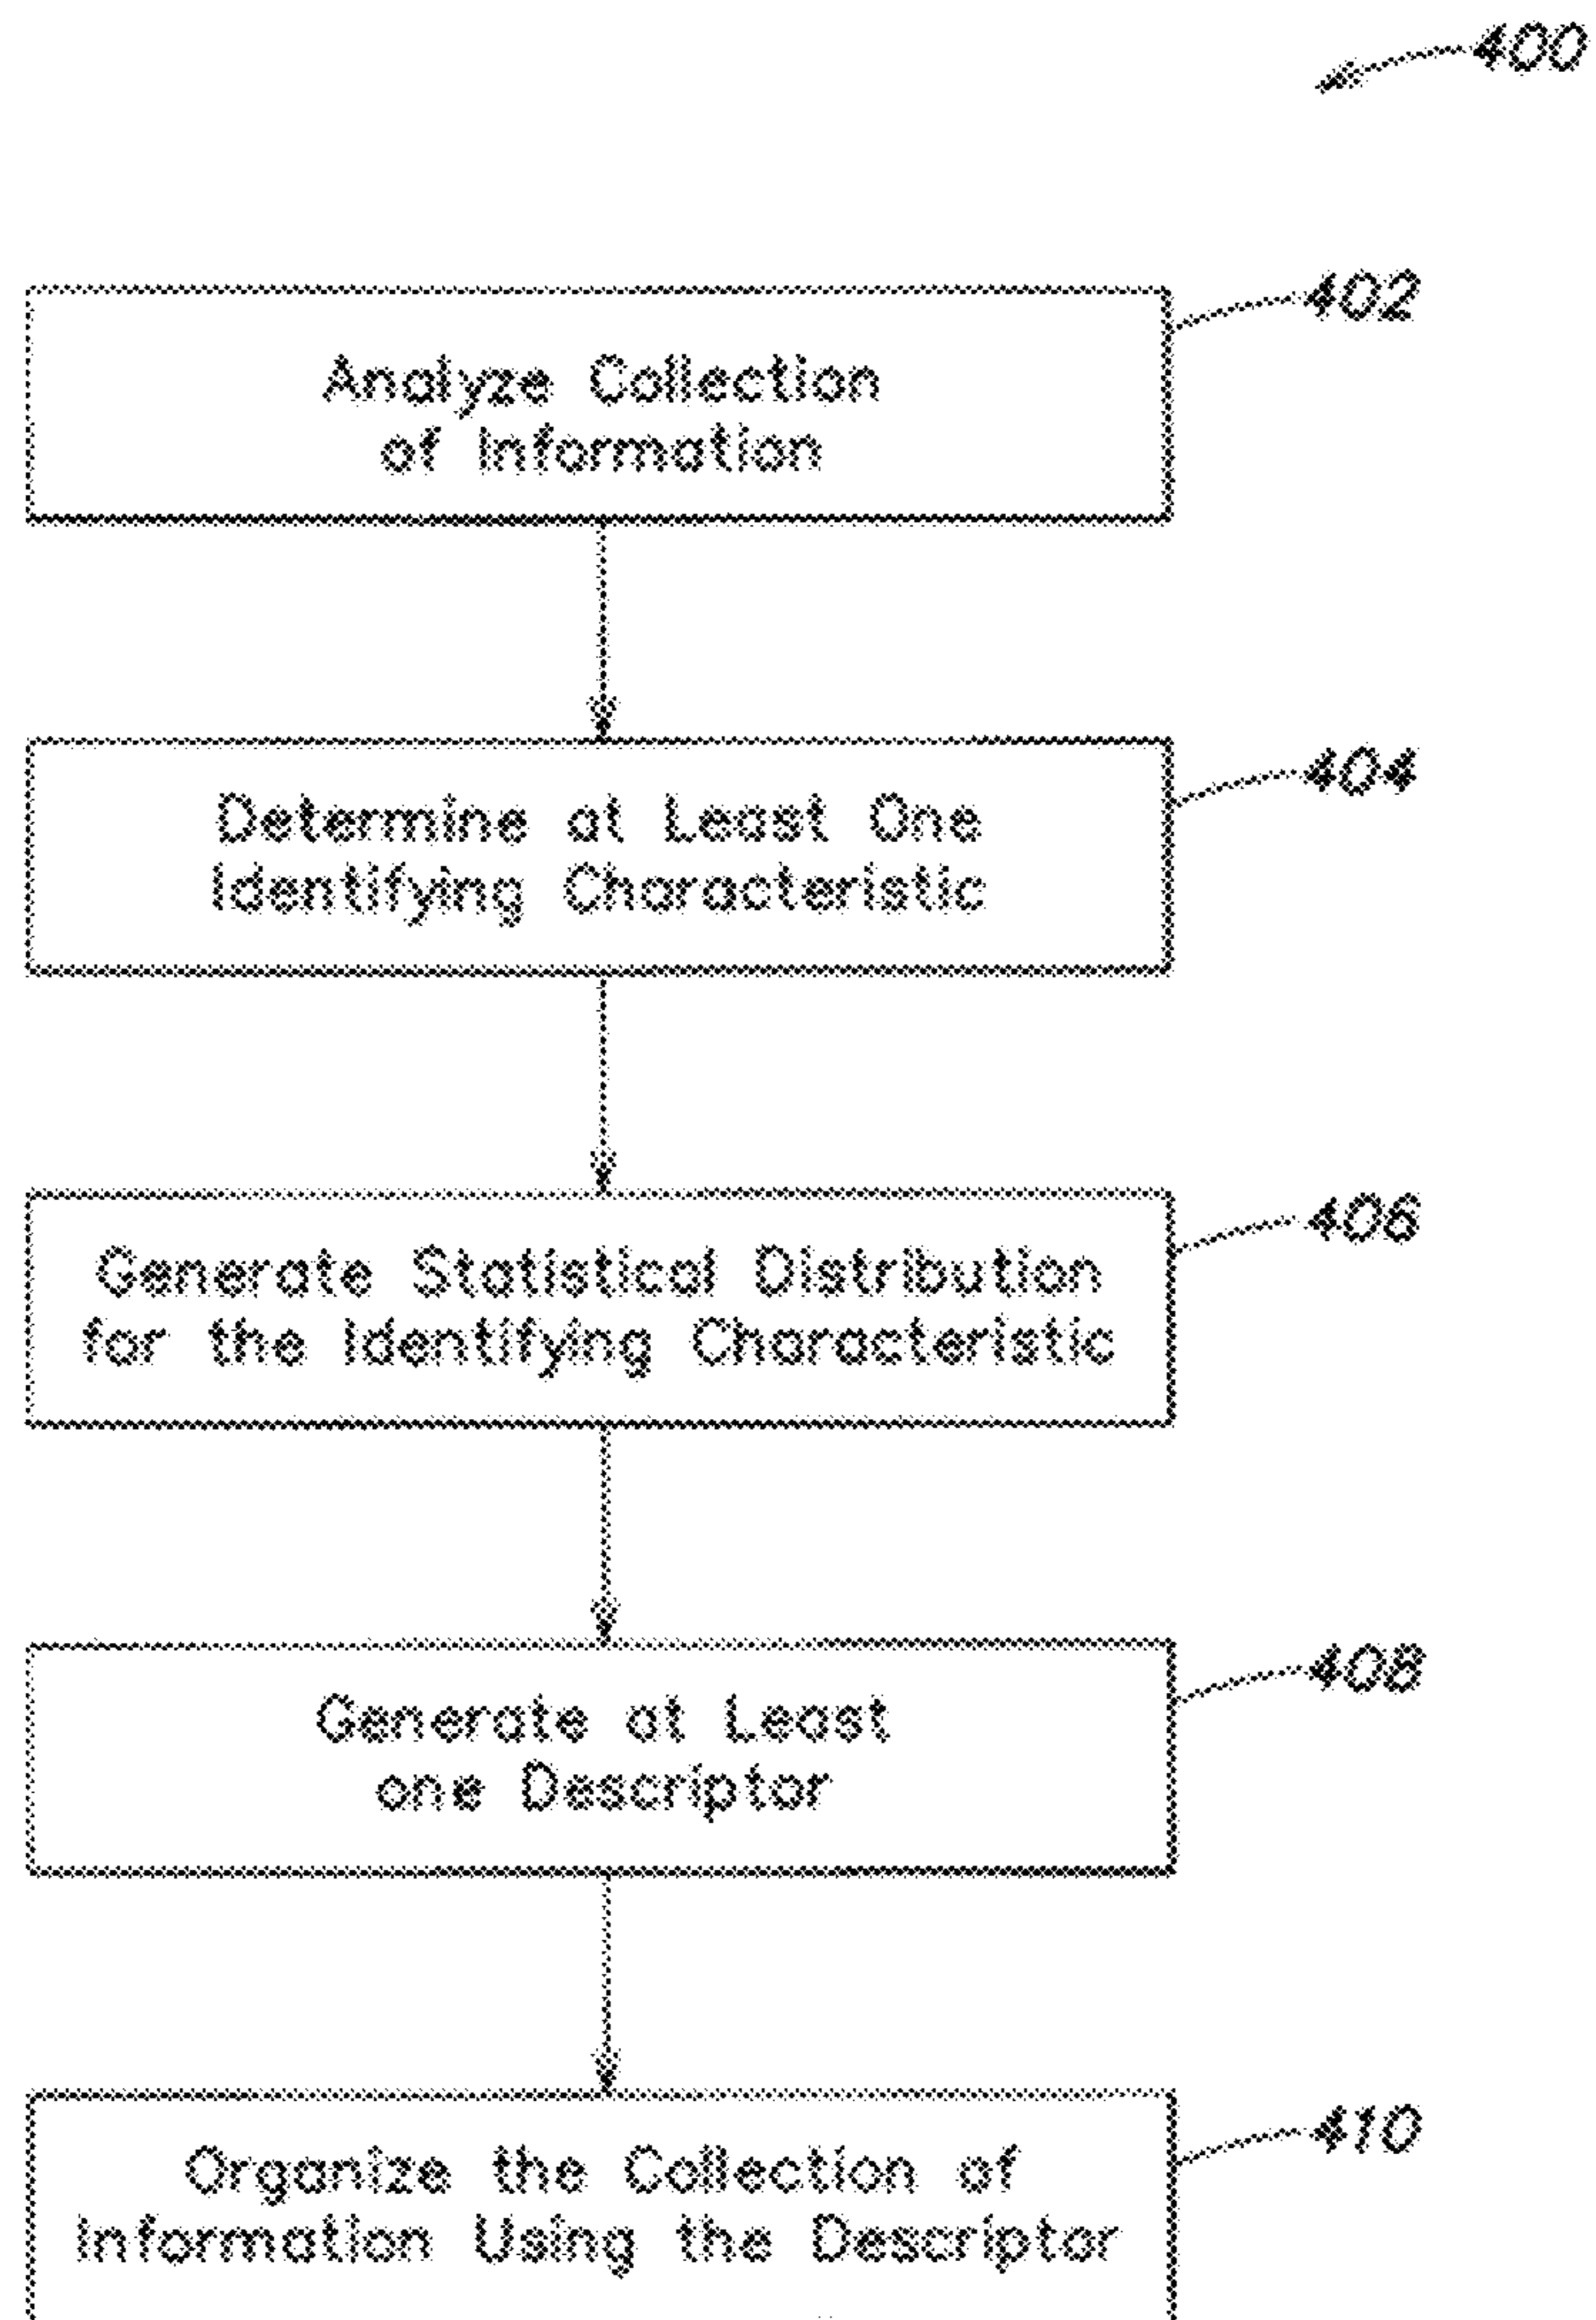 400
402
Analyze Collection
of Information
404
Determine at Least One
Identifying Characteristic
406
Generate Statistical Distribution
for the Identifying Characteristic
408
Generate at Least
one Descriptor
410
Organize the Collection of
Information Using the Descriptor